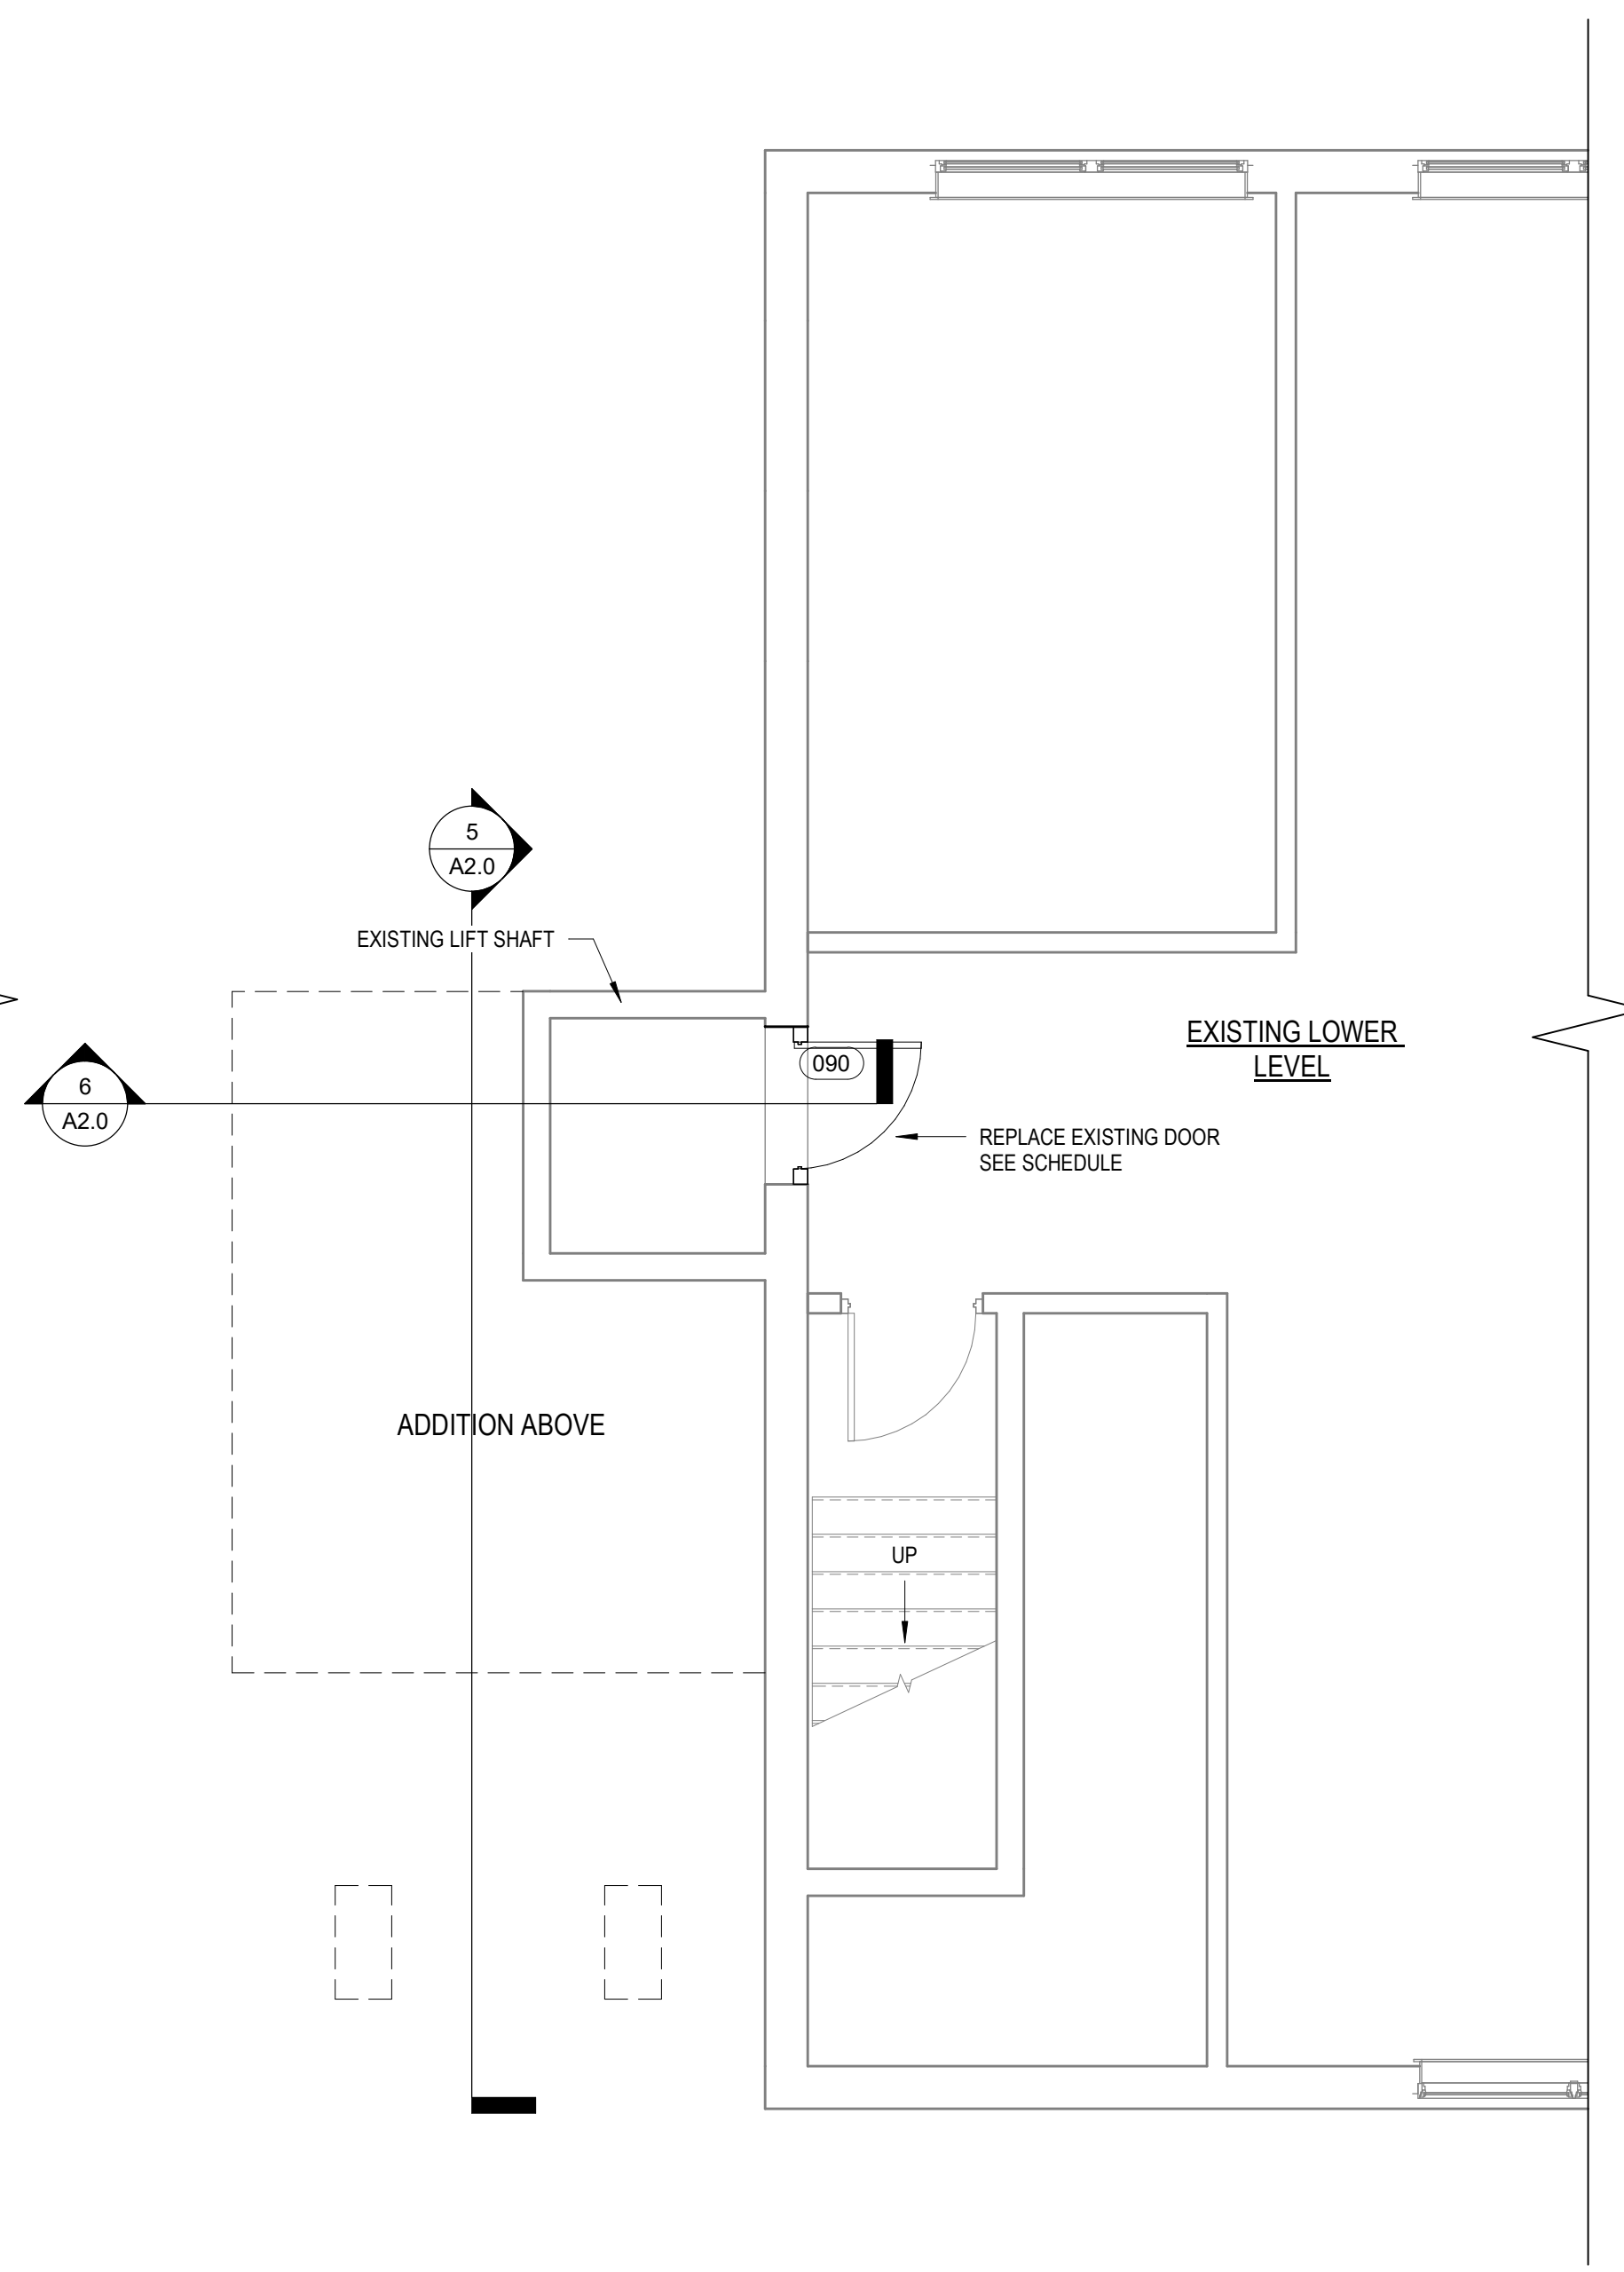 5
A2.0
EXISTING LIFT SHAFT
EXISTING LOWER
LEVEL
090
6
A2.0
REPLACE EXISTING DOOR
SEE SCHEDULE
ADDITION ABOVE
UP